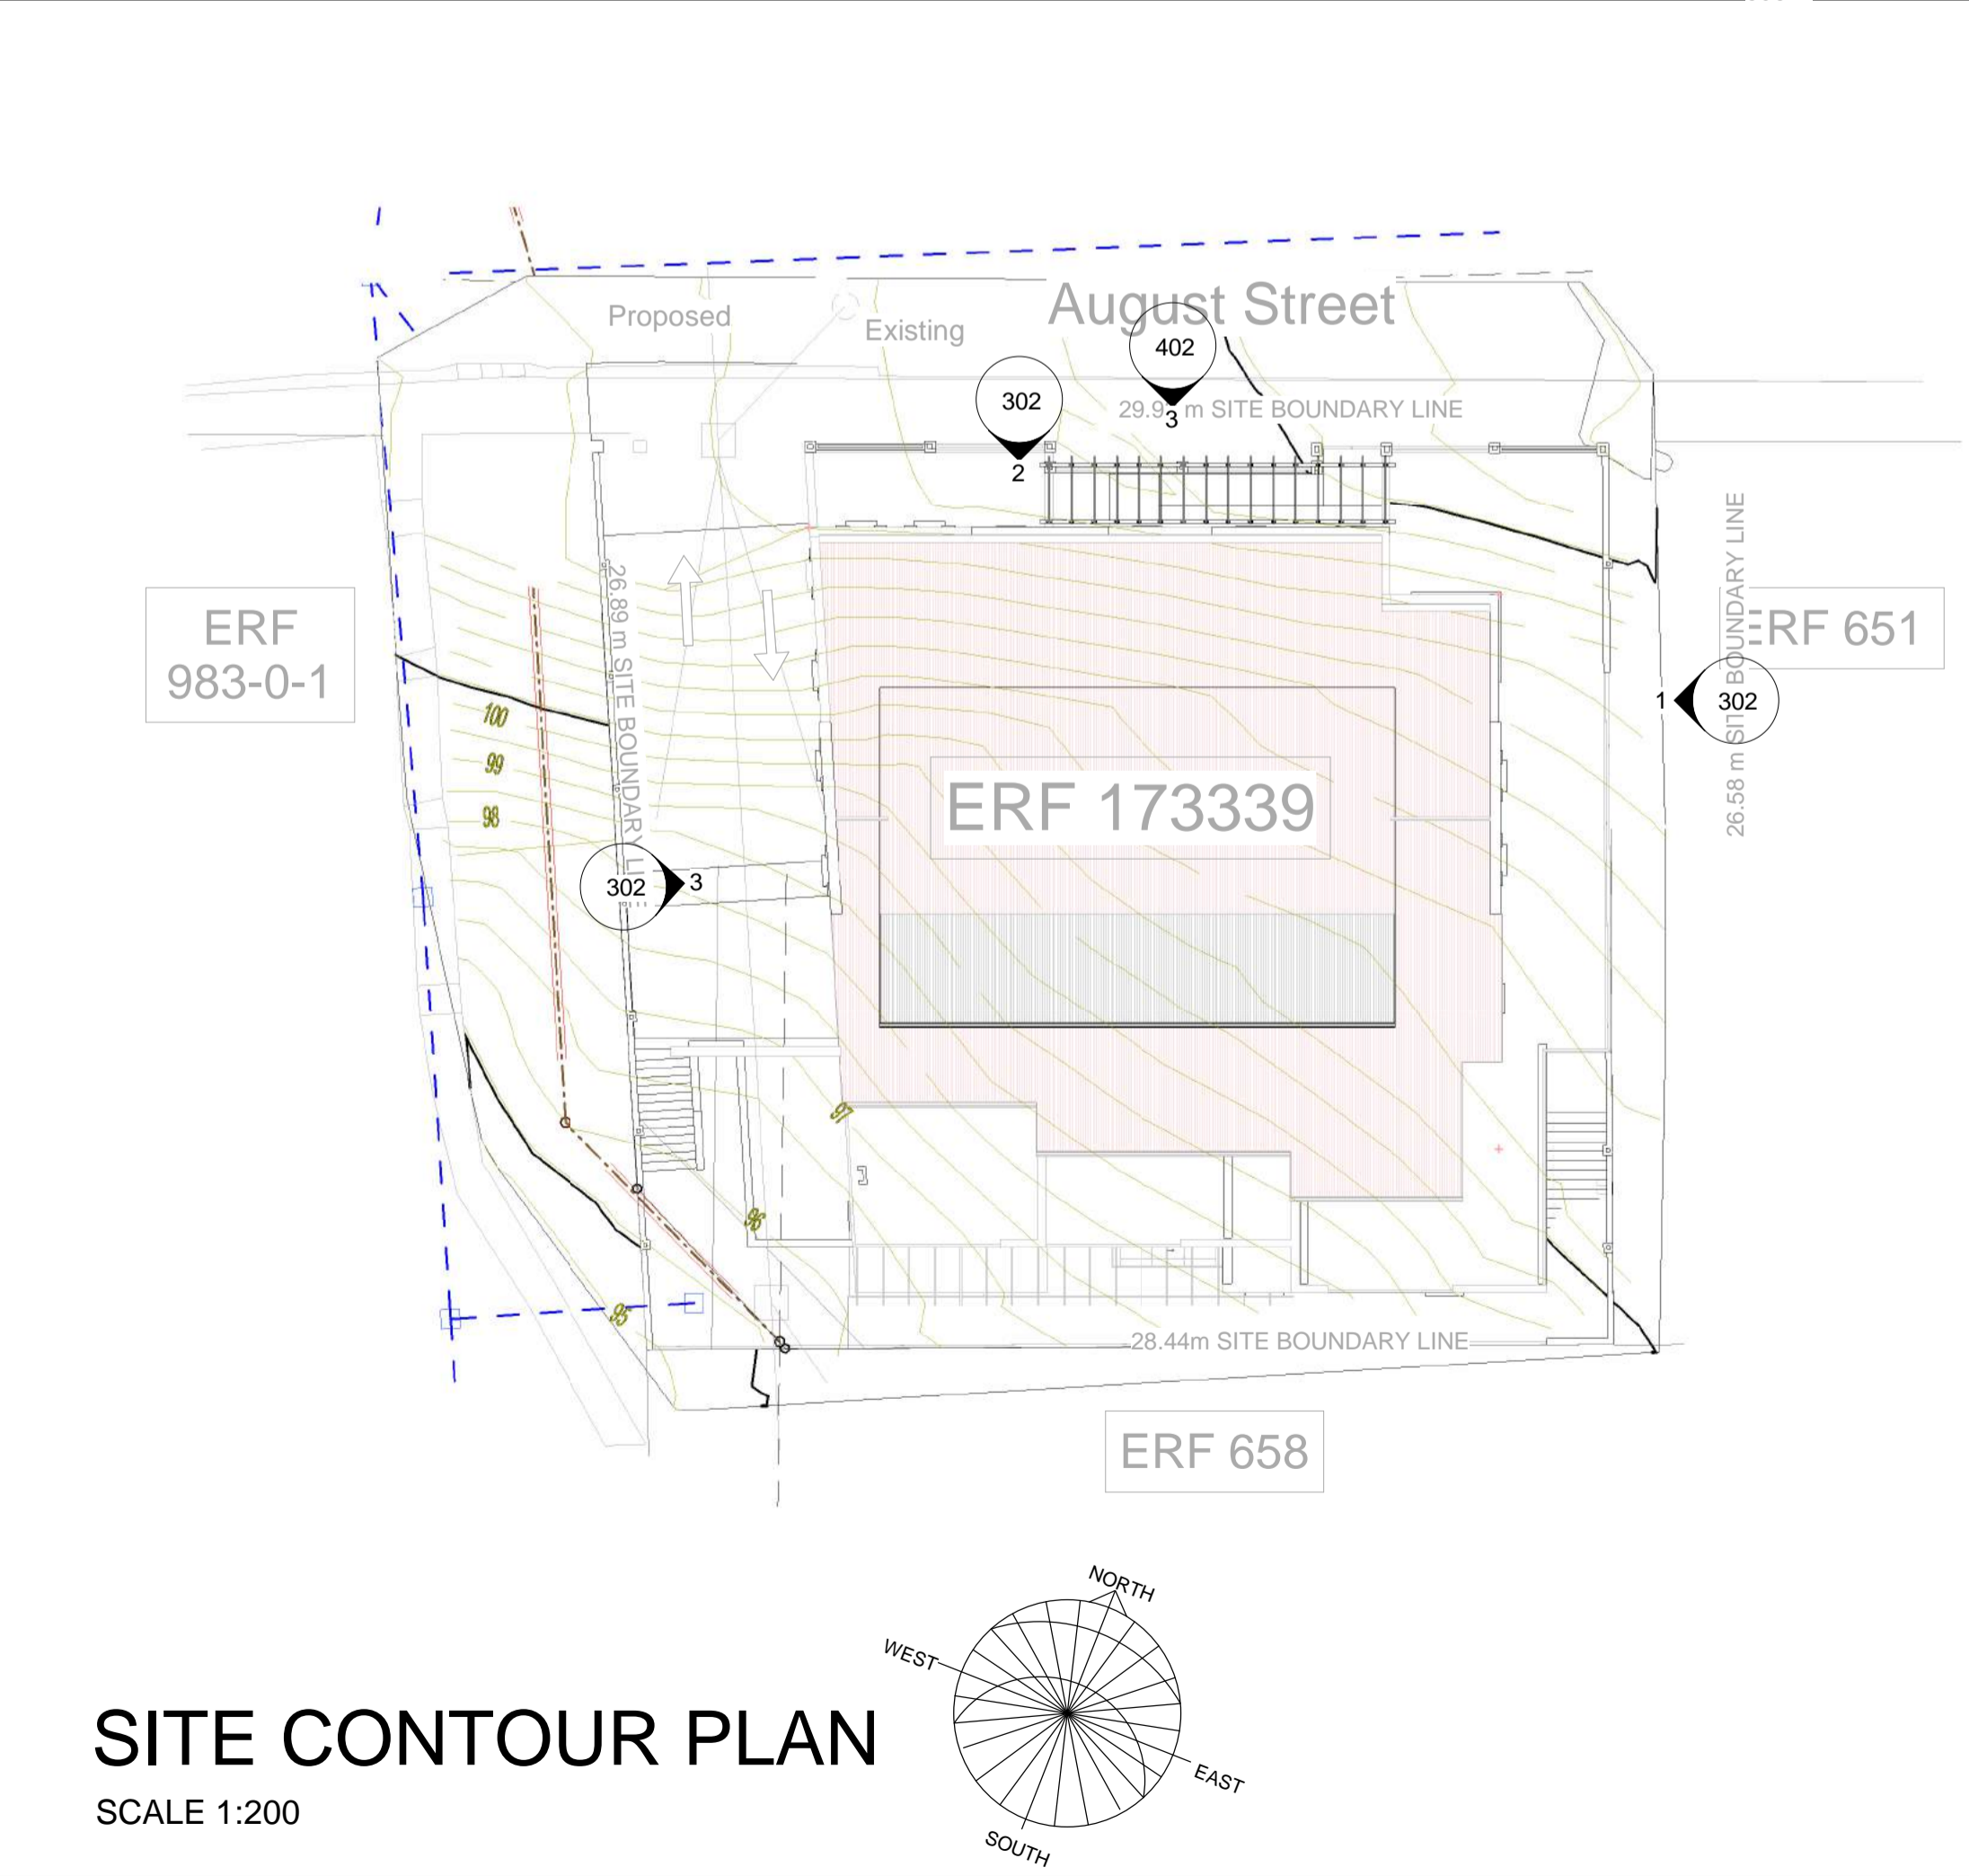 August Street
Proposed
Existing
402
3
302
2
m SITE BOUNDARY LINE
ERF
983-0-1
26.89 m SITE BOUNDARY LINE
26.58 m SITE BOUNDARY LINE
ERF 651
1
302
100
99
98
ERF 173339
302
3
97
96
95
28.44m SITE BOUNDARY LINE
ERF 658
NORTH
WEST
EAST
SOUTH
SITE CONTOUR PLAN
SCALE 1:200